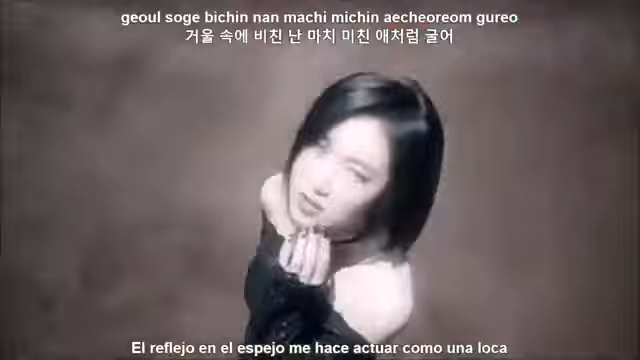 geoul soge bichin nan machi michin aecheoreom gureo
거울 속에 비친 난 마치 미친 애처럼 굴어
El reflejo en el espejo me hace actuar como una loca